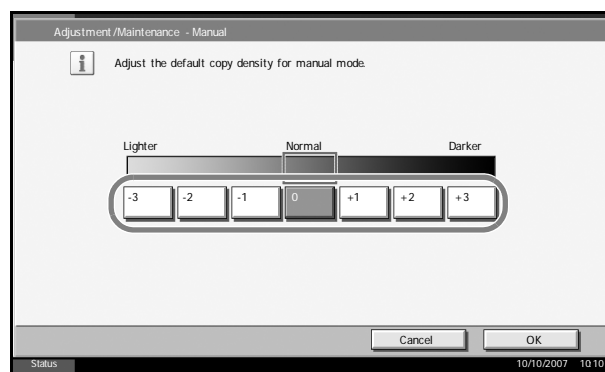 Adjustment/Maintenance - Manual
Adjust the default copy density for manual mode.
Lighter Normal Darker
-3 -2 -1 0 +1 +2 +3
Cancel OK
Status 10/10/2007 10:10